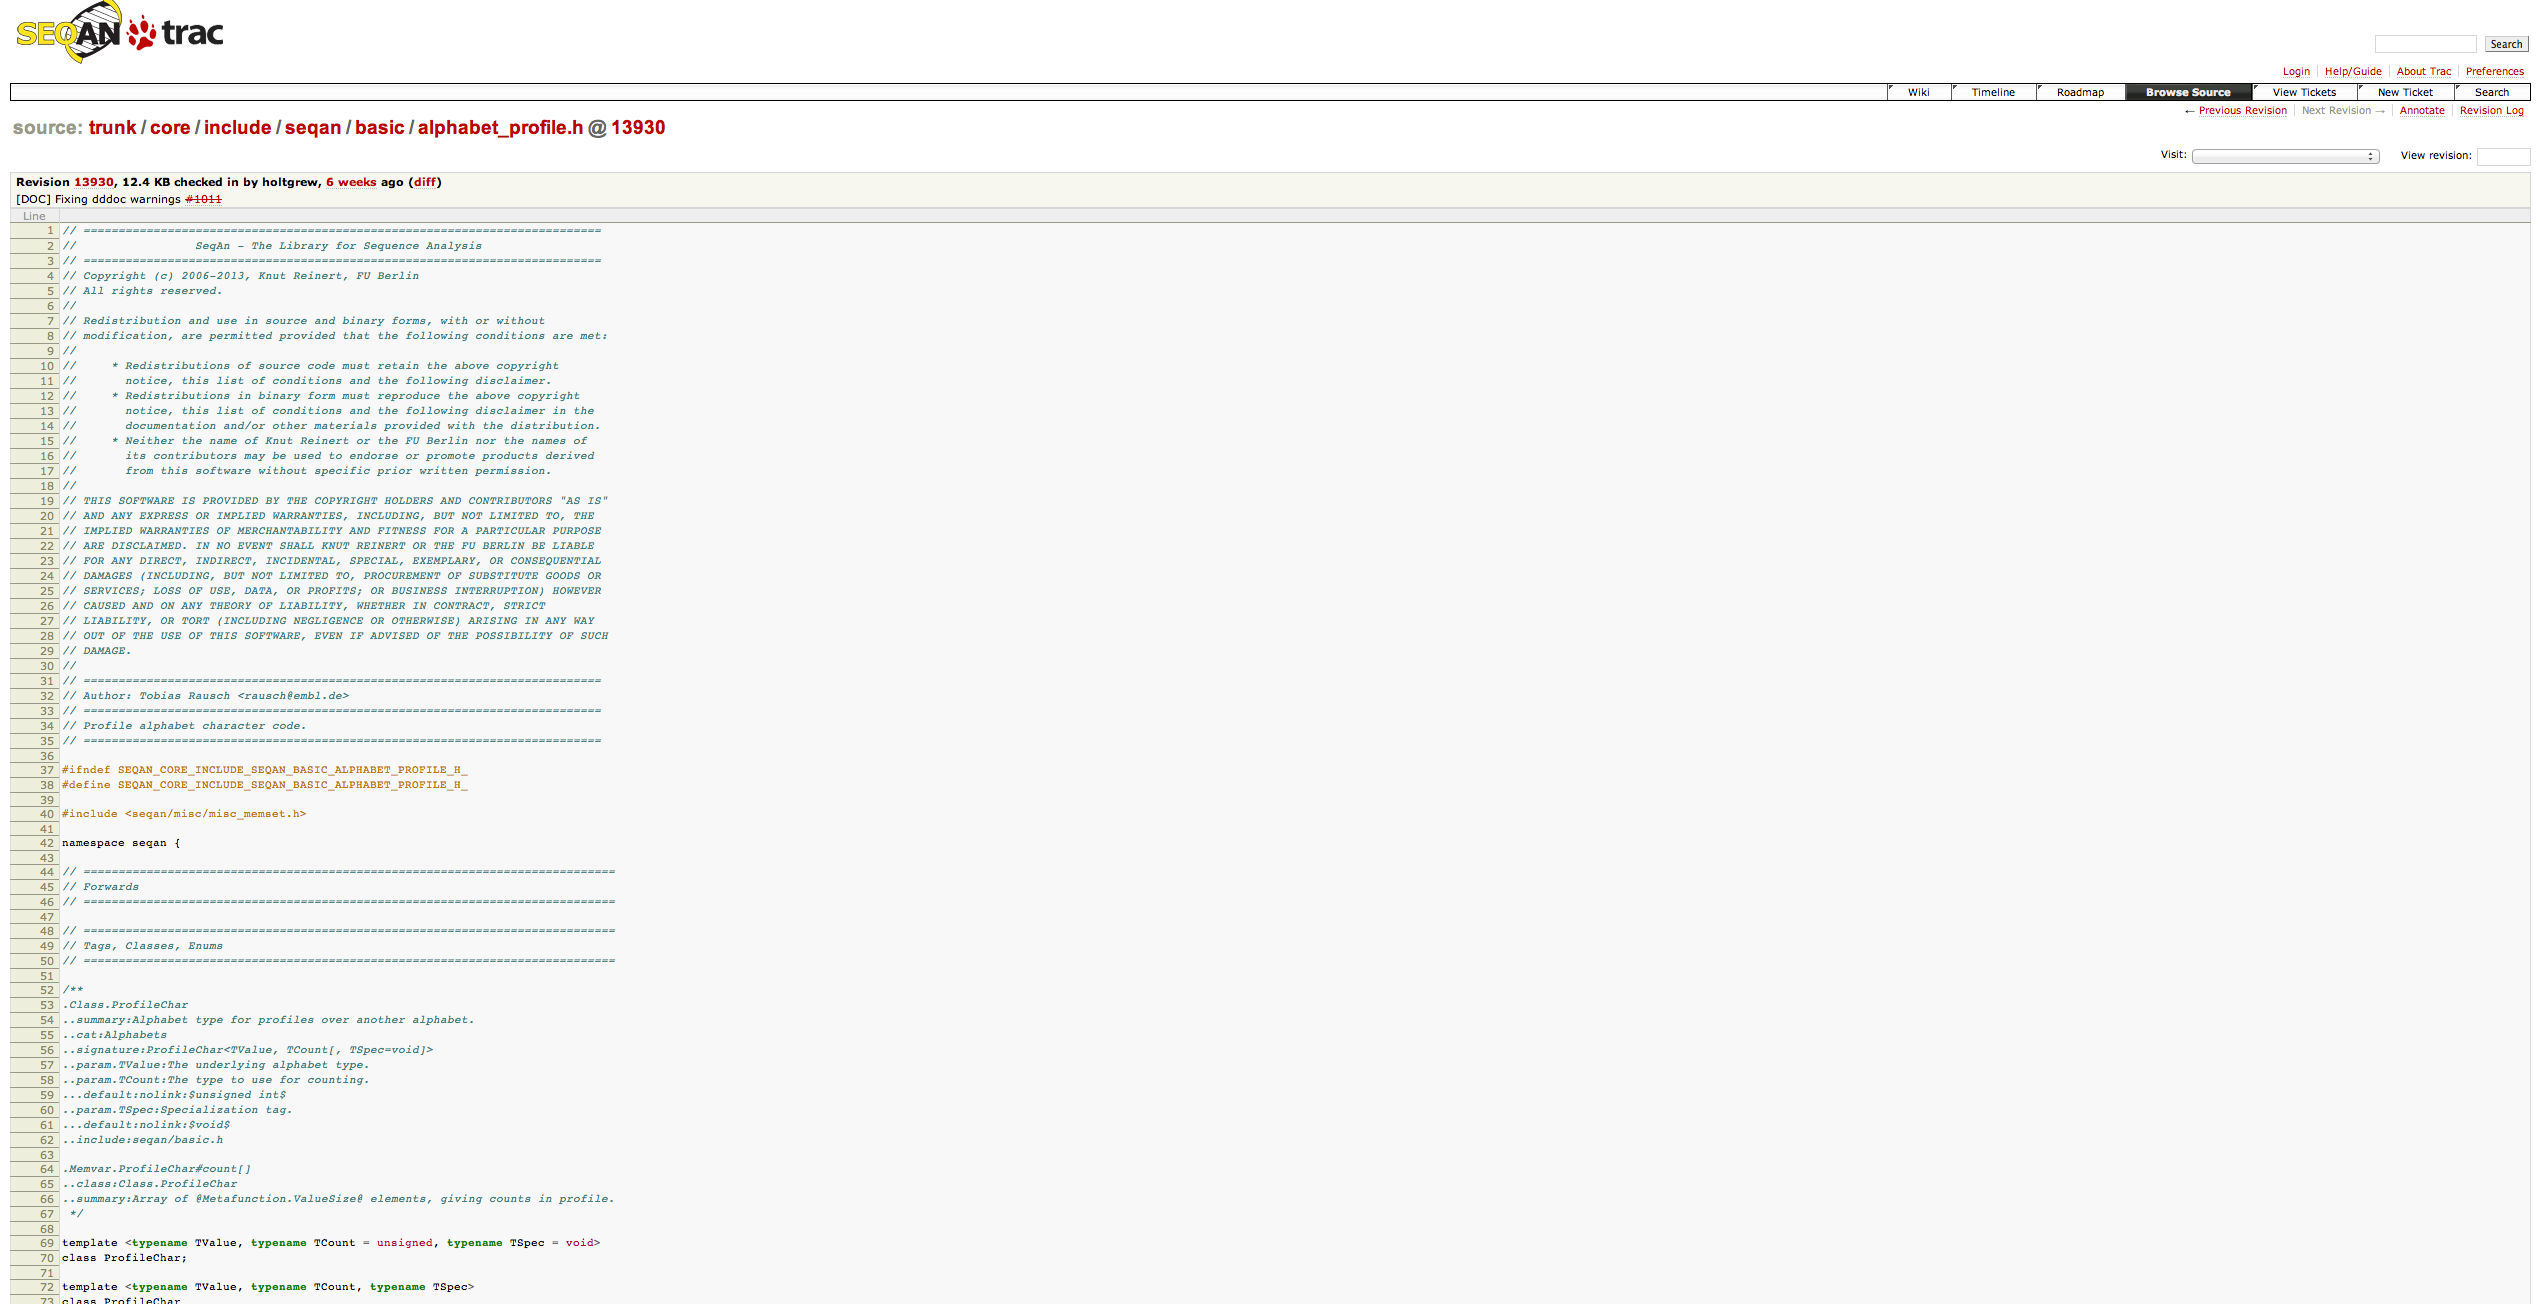 SEQAN trac
Search
Login Help/Guide About Trac Preferences
Wiki Timeline Roadmap Browse Source View Tickets New Ticket Search
← Previous Revision Next Revision → Annotate Revision Log
source: trunk / core / include / seqan / basic / alphabet_profile.h @ 13930
Visit: View revision:
Revision 13930, 12.4 KB checked in by holtgrew, 6 weeks ago (diff)
[DOC] Fixing dddoc warnings #1011
Line
1 // ==========================================================================
2 //                 SeqAn - The Library for Sequence Analysis
3 // ==========================================================================
4 // Copyright (c) 2006-2013, Knut Reinert, FU Berlin
5 // All rights reserved.
6 //
7 // Redistribution and use in source and binary forms, with or without
8 // modification, are permitted provided that the following conditions are met:
9 //
10 //     * Redistributions of source code must retain the above copyright
11 //       notice, this list of conditions and the following disclaimer.
12 //     * Redistributions in binary form must reproduce the above copyright
13 //       notice, this list of conditions and the following disclaimer in the
14 //       documentation and/or other materials provided with the distribution.
15 //     * Neither the name of Knut Reinert or the FU Berlin nor the names of
16 //       its contributors may be used to endorse or promote products derived
17 //       from this software without specific prior written permission.
18 //
19 // THIS SOFTWARE IS PROVIDED BY THE COPYRIGHT HOLDERS AND CONTRIBUTORS "AS IS"
20 // AND ANY EXPRESS OR IMPLIED WARRANTIES, INCLUDING, BUT NOT LIMITED TO, THE
21 // IMPLIED WARRANTIES OF MERCHANTABILITY AND FITNESS FOR A PARTICULAR PURPOSE
22 // ARE DISCLAIMED. IN NO EVENT SHALL KNUT REINERT OR THE FU BERLIN BE LIABLE
23 // FOR ANY DIRECT, INDIRECT, INCIDENTAL, SPECIAL, EXEMPLARY, OR CONSEQUENTIAL
24 // DAMAGES (INCLUDING, BUT NOT LIMITED TO, PROCUREMENT OF SUBSTITUTE GOODS OR
25 // SERVICES; LOSS OF USE, DATA, OR PROFITS; OR BUSINESS INTERRUPTION) HOWEVER
26 // CAUSED AND ON ANY THEORY OF LIABILITY, WHETHER IN CONTRACT, STRICT
27 // LIABILITY, OR TORT (INCLUDING NEGLIGENCE OR OTHERWISE) ARISING IN ANY WAY
28 // OUT OF THE USE OF THIS SOFTWARE, EVEN IF ADVISED OF THE POSSIBILITY OF SUCH
29 // DAMAGE.
30 //
31 // ==========================================================================
32 // Author: Tobias Rausch <rausch@embl.de>
33 // ==========================================================================
34 // Profile alphabet character code.
35 // ==========================================================================
36
37 #ifndef SEQAN_CORE_INCLUDE_SEQAN_BASIC_ALPHABET_PROFILE_H_
38 #define SEQAN_CORE_INCLUDE_SEQAN_BASIC_ALPHABET_PROFILE_H_
39
40 #include <seqan/misc/misc_memset.h>
41
42 namespace seqan {
43
44 // ============================================================================
45 // Forwards
46 // ============================================================================
47
48 // ============================================================================
49 // Tags, Classes, Enums
50 // ============================================================================
51
52 /**
53 .Class.ProfileChar
54 ..summary:Alphabet type for profiles over another alphabet.
55 ..cat:Alphabets
56 ..signature:ProfileChar<TValue, TCount[, TSpec=void]>
57 ..param.TValue:The underlying alphabet type.
58 ..param.TCount:The type to use for counting.
59 ...default:nolink:$unsigned int$
60 ..param.TSpec:Specialization tag.
61 ...default:nolink:$void$
62 ..include:seqan/basic.h
63
64 .Memvar.ProfileChar#count[]
65 ..class:Class.ProfileChar
66 ..summary:Array of @Metafunction.ValueSize@ elements, giving counts in profile.
67 */
68
69 template <typename TValue, typename TCount = unsigned, typename TSpec = void>
70 class ProfileChar;
71
72 template <typename TValue, typename TCount, typename TSpec>
73 class ProfileChar